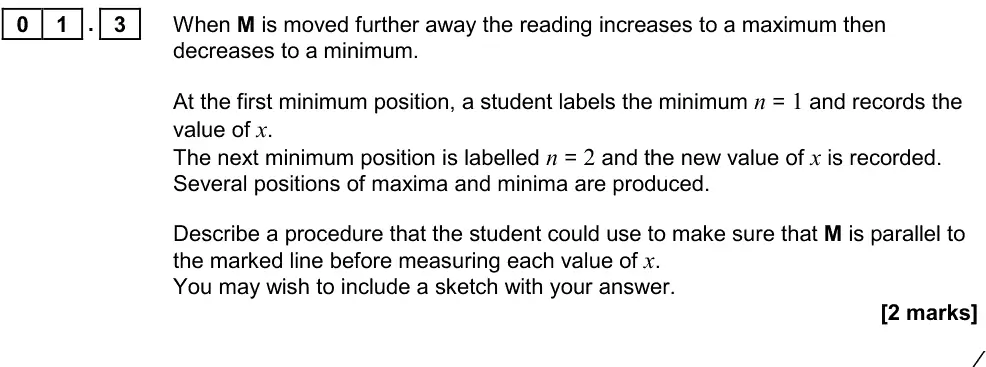 0 1 . 3 When M is moved further away the reading increases to a maximum then
decreases to a minimum.
At the first minimum position, a student labels the minimum n = 1 and records the
value of x.
The next minimum position is labelled n = 2 and the new value of x is recorded.
Several positions of maxima and minima are produced.
Describe a procedure that the student could use to make sure that M is parallel to
the marked line before measuring each value of x.
You may wish to include a sketch with your answer.
[2 marks]